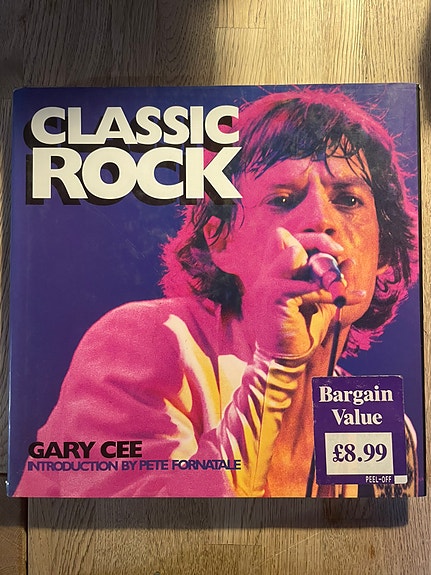 CLASSIC
ROCK
GARY CEE
INTRODUCTION BY PETE FORNATALE
Bargain
Value
£8.99
PEEL-OFF